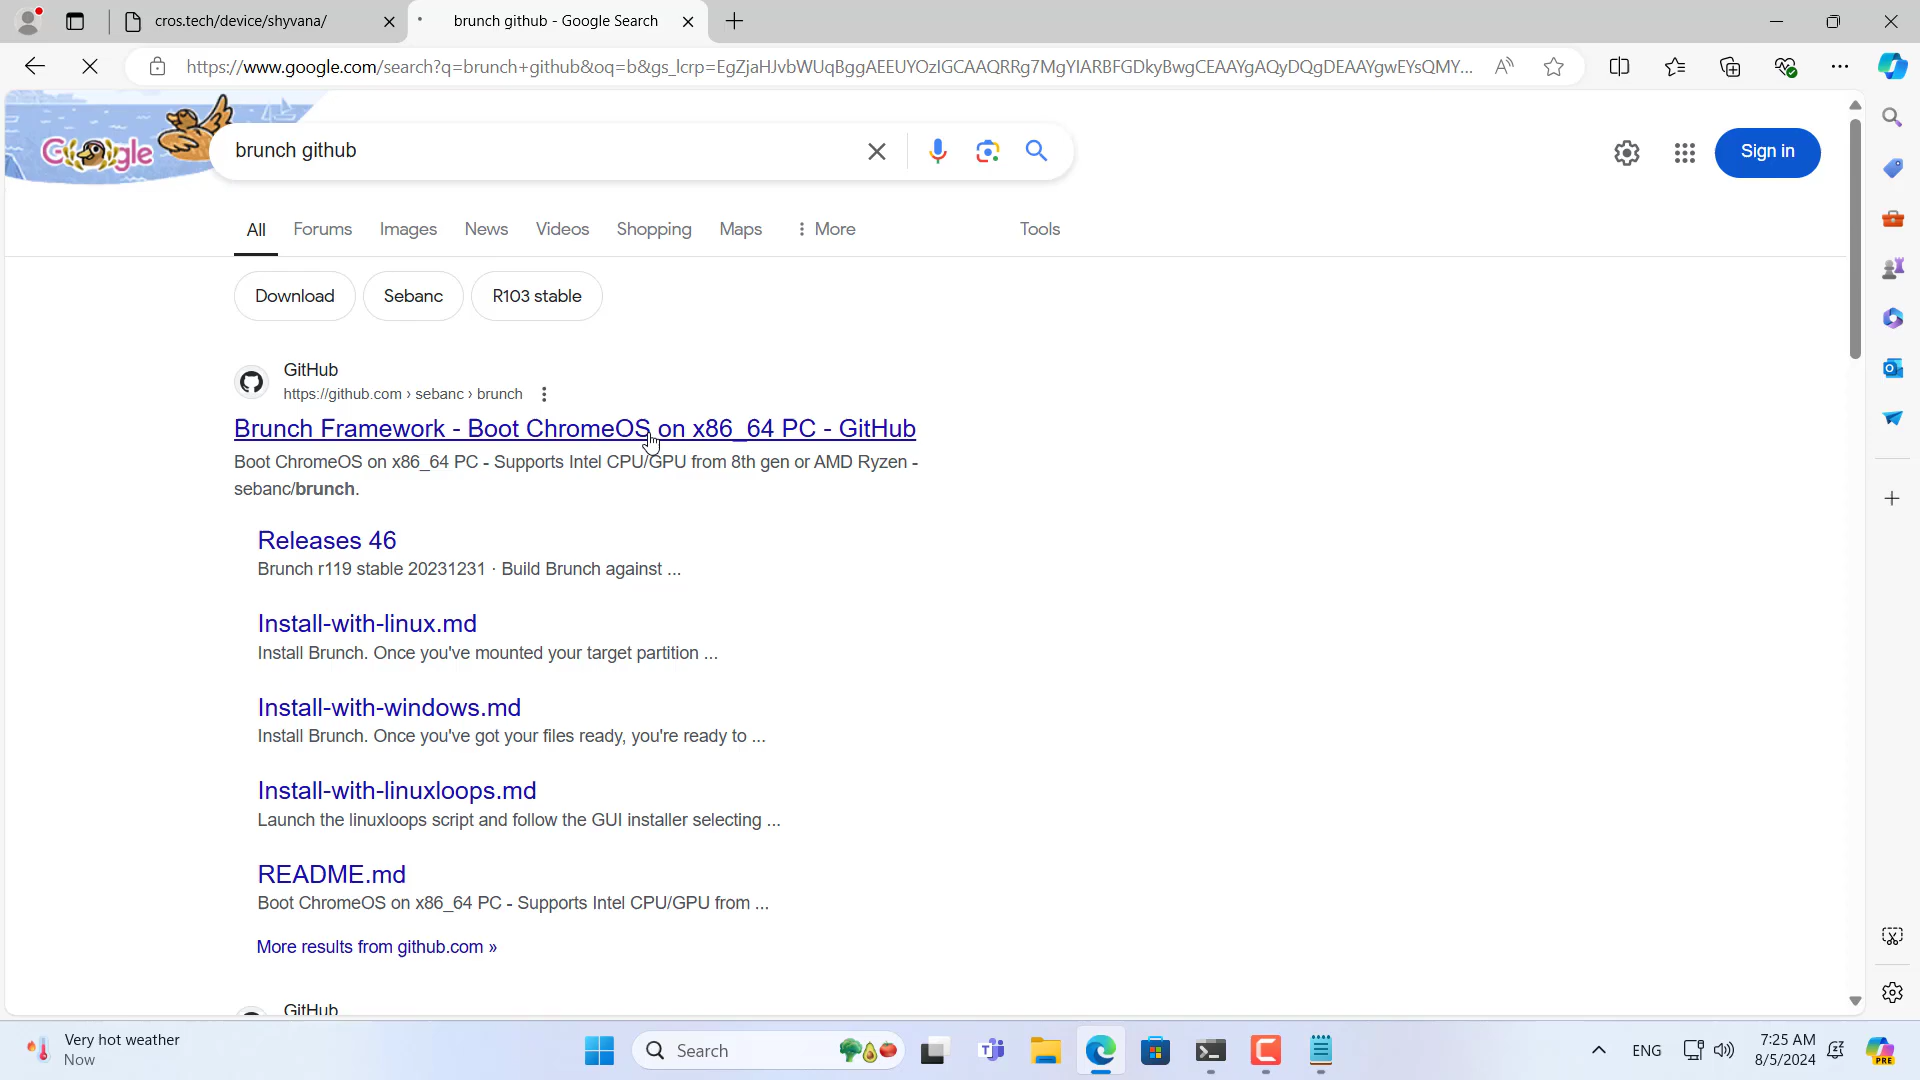 cros.tech/device/shyvana/
brunch github - Google Search
https://www.google.com/search?q=brunch+github&oq=b&gs_lcrp=EgZjaHJvbWUqBggAEEUYOzIGCAAQRRg7MgYIARBFGDkyBwgCEAAYgAQyDQgDEAAYgwEYsQMY...
Google
brunch github
Sign in
All
Forums
Images
News
Videos
Shopping
Maps
More
Tools
Download
Sebanc
R103 stable
GitHub
https://github.com › sebanc › brunch
Brunch Framework - Boot ChromeOS on x86_64 PC - GitHub
Boot ChromeOS on x86_64 PC - Supports Intel CPU/GPU from 8th gen or AMD Ryzen -
sebanc/brunch.
Releases 46
Brunch r119 stable 20231231 · Build Brunch against ...
Install-with-linux.md
Install Brunch. Once you've mounted your target partition ...
Install-with-windows.md
Install Brunch. Once you've got your files ready, you're ready to ...
Install-with-linuxloops.md
Launch the linuxloops script and follow the GUI installer selecting ...
README.md
Boot ChromeOS on x86_64 PC - Supports Intel CPU/GPU from ...
More results from github.com »
GitHub
Very hot weather
Now
Search
ENG
7:25 AM
8/5/2024
PRE